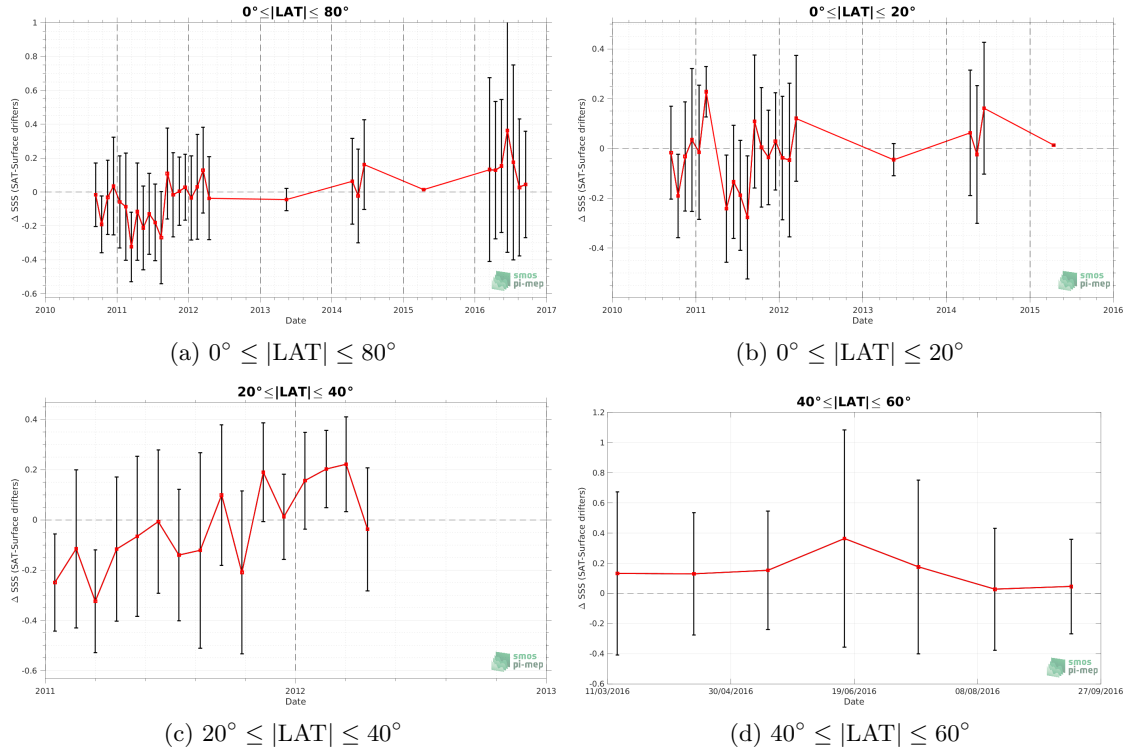 0°≤|LAT|≤ 80°
Δ SSS (SAT-Surface drifters)
1
0.8
0.6
0.4
0.2
0
-0.2
-0.4
-0.6
2010 2011 2012 2013 2014 2015 2016 2017
Date
smos
pi-mep
(a) 0° ≤ |LAT| ≤ 80°
0°≤|LAT|≤ 20°
Δ SSS (SAT-Surface drifters)
0.4
0.2
0
-0.2
-0.4
2010 2011 2012 2013 2014 2015 2016
Date
smos
pi-mep
(b) 0° ≤ |LAT| ≤ 20°
20°≤|LAT|≤ 40°
Δ SSS (SAT-Surface drifters)
0.4
0.2
0
-0.2
-0.4
-0.6
2011 2012 2013
Date
smos
pi-mep
(c) 20° ≤ |LAT| ≤ 40°
40°≤|LAT|≤ 60°
Δ SSS (SAT-Surface drifters)
1.2
1
0.8
0.6
0.4
0.2
0
-0.2
-0.4
-0.6
11/03/2016 30/04/2016 19/06/2016 08/08/2016 27/09/2016
Date
smos
pi-mep
(d) 40° ≤ |LAT| ≤ 60°